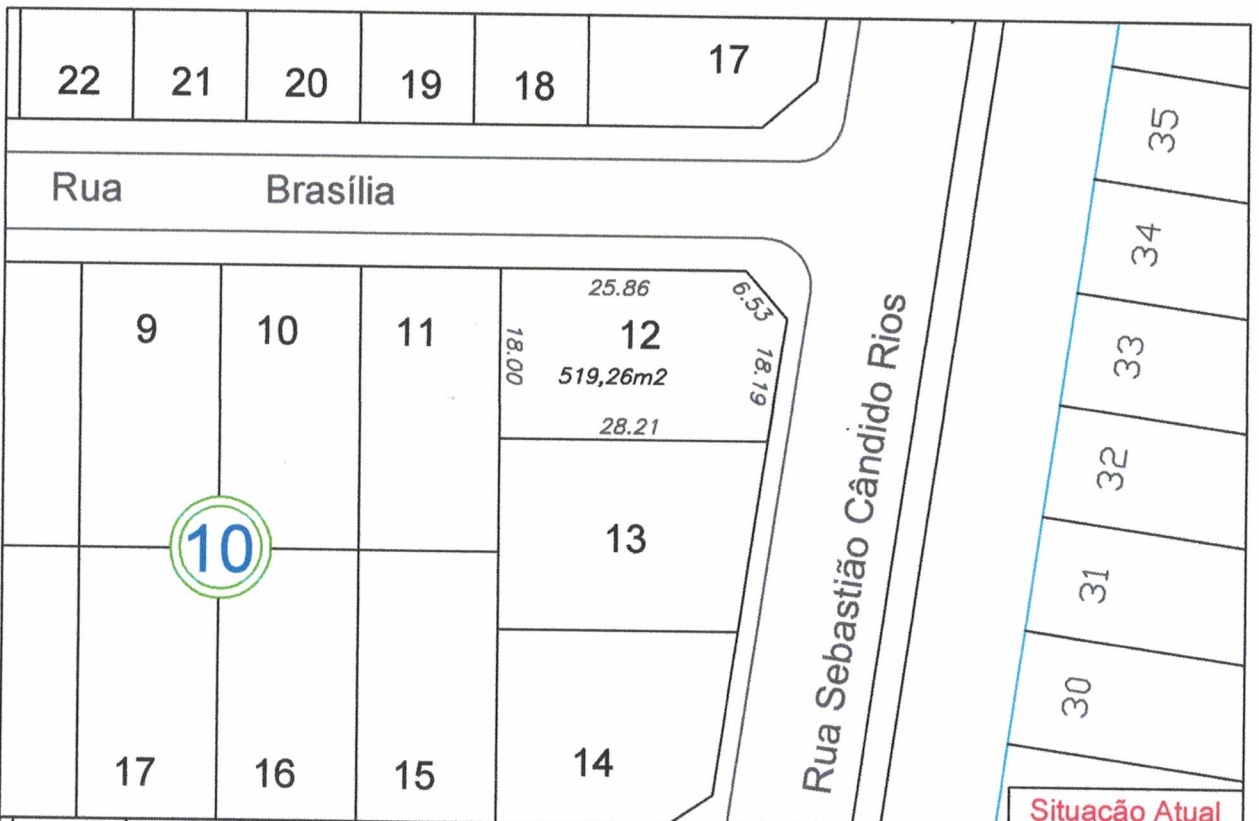 22 21 20 19 18 17
Rua Brasília
35
34
33
32
31
30
9 10 11
25.86
6.53
12
18.00
519,26m2
18.19
28.21
Rua Sebastião Cândido Rios
10
13
17 16 15 14
Situação Atual